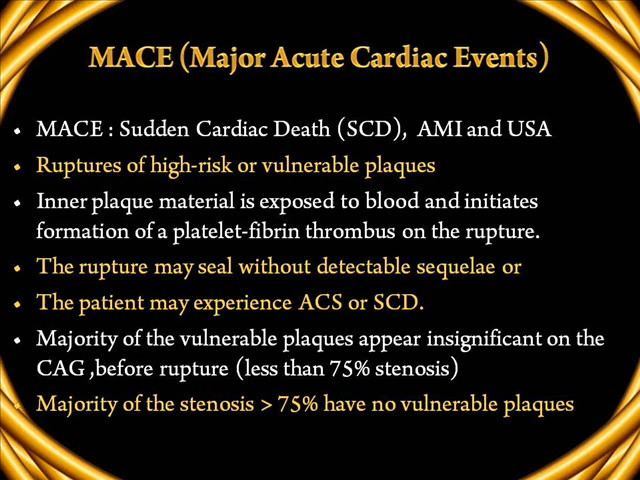 MACE (Major Acute Cardiac Events)
• MACE : Sudden Cardiac Death (SCD), AMI and USA
• Ruptures of high-risk or vulnerable plaques
• Inner plaque material is exposed to blood and initiates
formation of a platelet-fibrin thrombus on the rupture.
• The rupture may seal without detectable sequelae or
• The patient may experience ACS or SCD.
• Majority of the vulnerable plaques appear insignificant on the
CAG ,before rupture (less than 75% stenosis)
• Majority of the stenosis > 75% have no vulnerable plaques